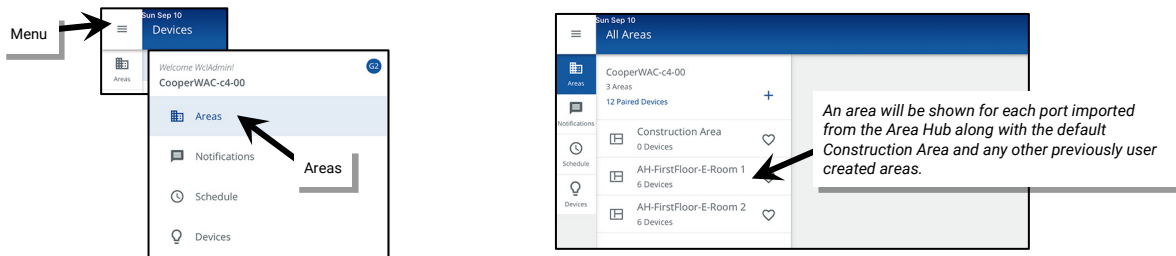 Menu
Sun Sep 10
Devices
Areas
Welcome WclAdmin!
G2
CooperWAC-c4-00
Areas
Notifications
Schedule
Devices
Areas
Sun Sep 10
All Areas
Areas
Notifications
Schedule
Devices
CooperWAC-c4-00
3 Areas
12 Paired Devices
+
Construction Area
0 Devices
AH-FirstFloor-E-Room 1
6 Devices
AH-FirstFloor-E-Room 2
6 Devices
An area will be shown for each port imported
from the Area Hub along with the default
Construction Area and any other previously user
created areas.